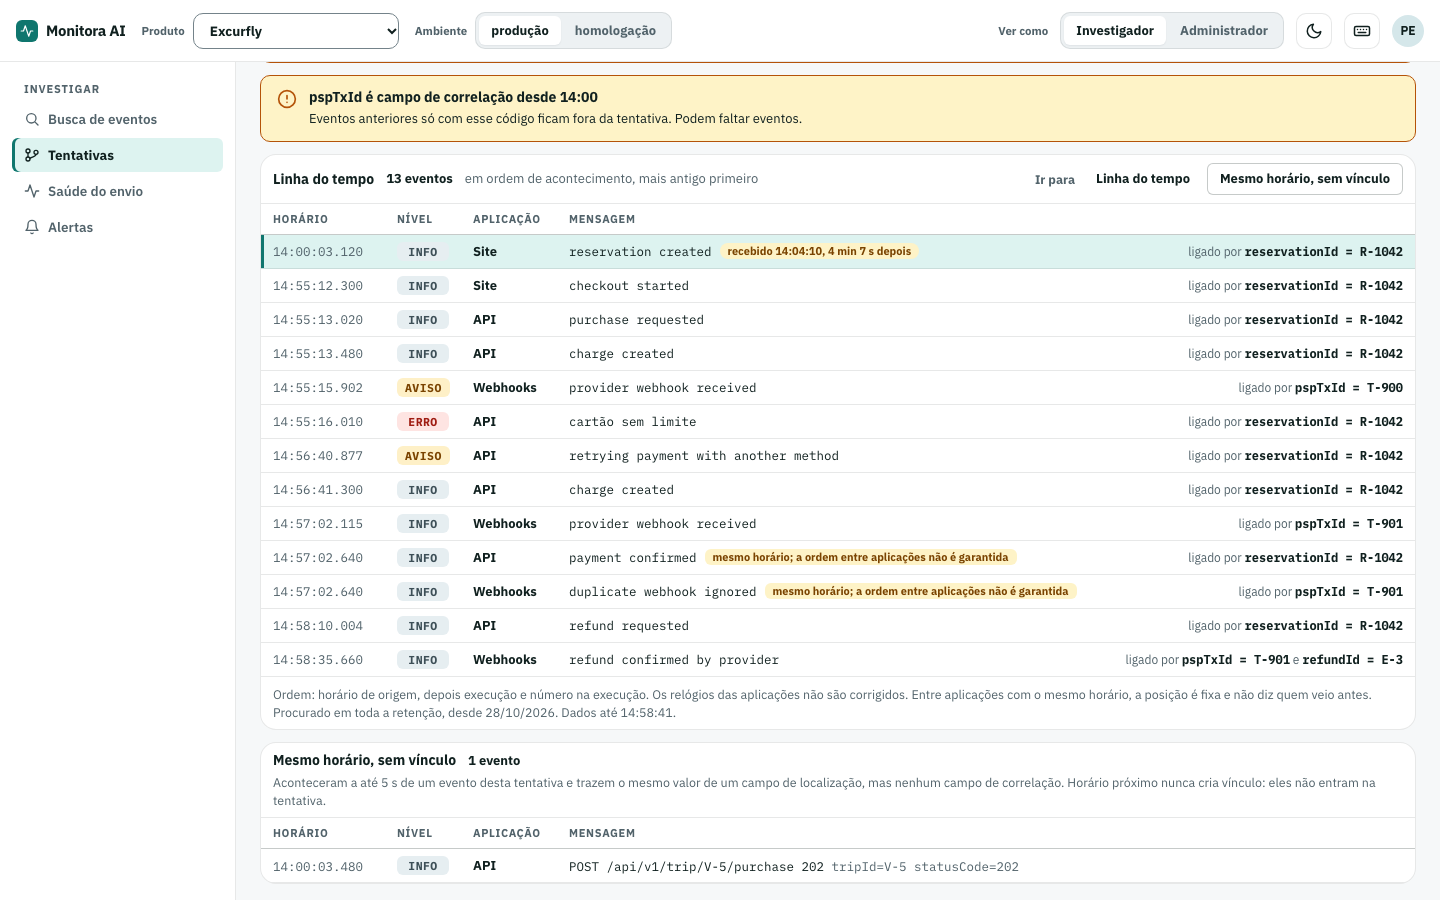 Monitora AI Produto Excurfly Ambiente produção homologação Ver como Investigador Administrador PE
INVESTIGAR
Busca de eventos
Tentativas
Saúde do envio
Alertas
pspTxId é campo de correlação desde 14:00
Eventos anteriores só com esse código ficam fora da tentativa. Podem faltar eventos.
Linha do tempo 13 eventos em ordem de acontecimento, mais antigo primeiro Ir para Linha do tempo Mesmo horário, sem vínculo
HORÁRIO NÍVEL APLICAÇÃO MENSAGEM
14:00:03.120 INFO Site reservation created recebido 14:04:10, 4 min 7 s depois ligado por reservationId = R-1042
14:55:12.300 INFO Site checkout started ligado por reservationId = R-1042
14:55:13.020 INFO API purchase requested ligado por reservationId = R-1042
14:55:13.480 INFO API charge created ligado por reservationId = R-1042
14:55:15.902 AVISO Webhooks provider webhook received ligado por pspTxId = T-900
14:55:16.010 ERRO API cartão sem limite ligado por reservationId = R-1042
14:56:40.877 AVISO API retrying payment with another method ligado por reservationId = R-1042
14:56:41.300 INFO API charge created ligado por reservationId = R-1042
14:57:02.115 INFO Webhooks provider webhook received ligado por pspTxId = T-901
14:57:02.640 INFO API payment confirmed mesmo horário; a ordem entre aplicações não é garantida ligado por reservationId = R-1042
14:57:02.640 INFO Webhooks duplicate webhook ignored mesmo horário; a ordem entre aplicações não é garantida ligado por pspTxId = T-901
14:58:10.004 INFO API refund requested ligado por reservationId = R-1042
14:58:35.660 INFO Webhooks refund confirmed by provider ligado por pspTxId = T-901 e refundId = E-3
Ordem: horário de origem, depois execução e número na execução. Os relógios das aplicações não são corrigidos. Entre aplicações com o mesmo horário, a posição é fixa e não diz quem veio antes.
Procurado em toda a retenção, desde 28/10/2026. Dados até 14:58:41.
Mesmo horário, sem vínculo 1 evento
Aconteceram a até 5 s de um evento desta tentativa e trazem o mesmo valor de um campo de localização, mas nenhum campo de correlação. Horário próximo nunca cria vínculo: eles não entram na
tentativa.
HORÁRIO NÍVEL APLICAÇÃO MENSAGEM
14:00:03.480 INFO API POST /api/v1/trip/V-5/purchase 202 tripId=V-5 statusCode=202